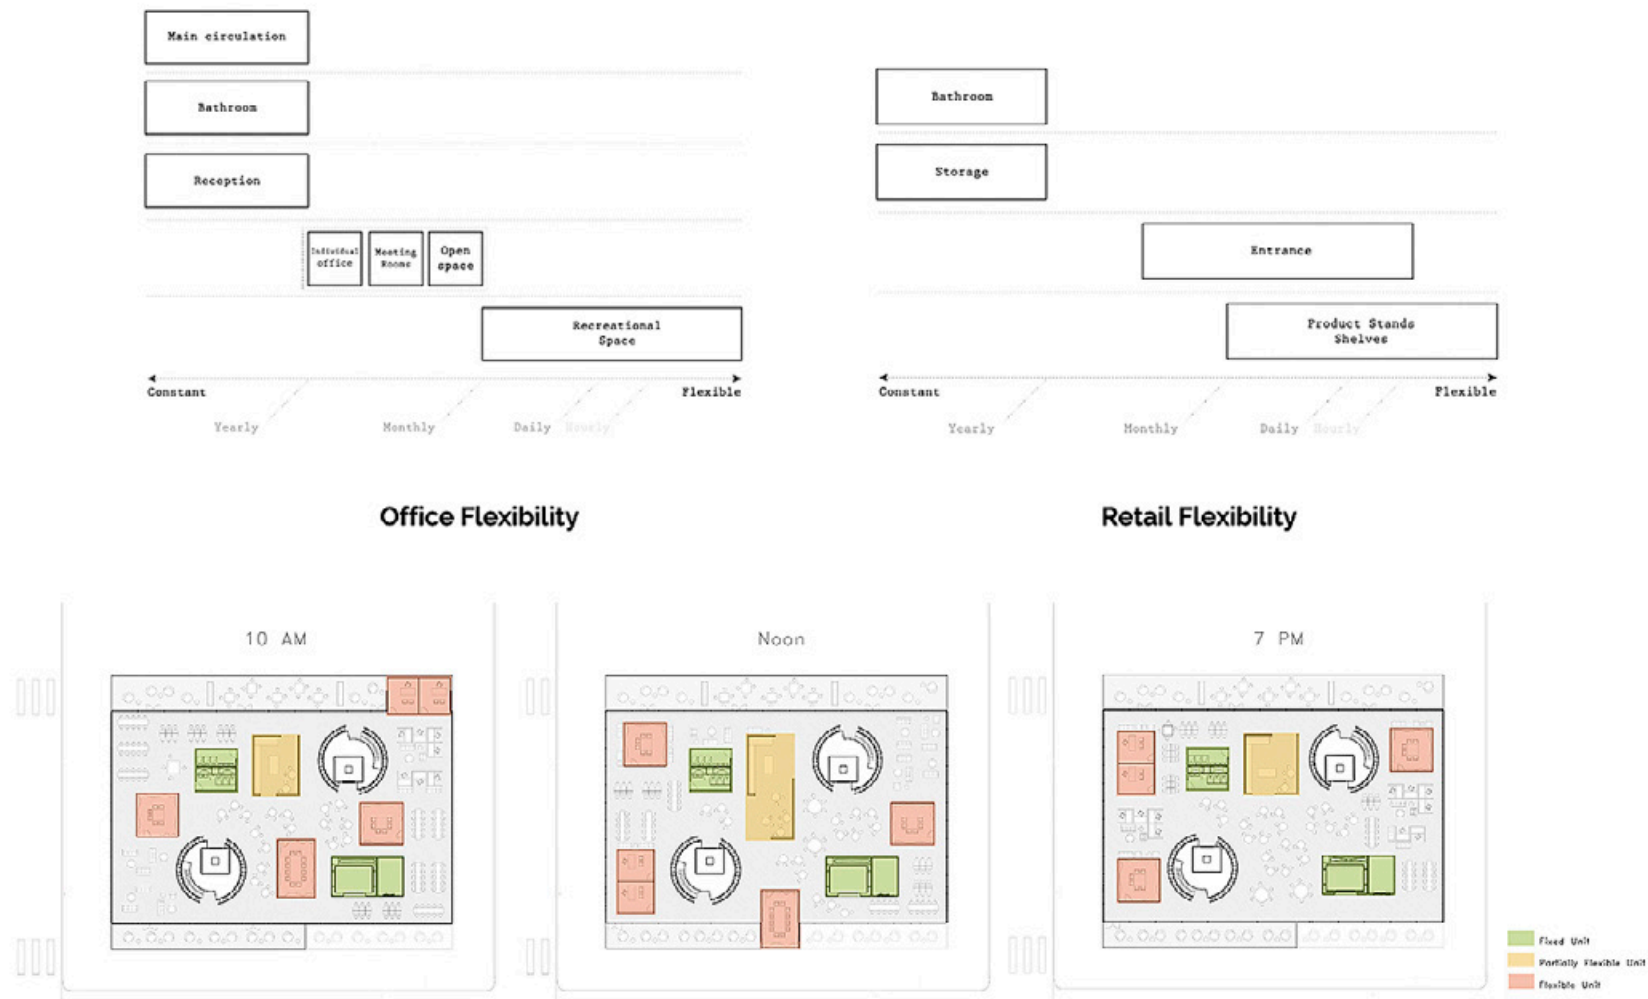 Main circulation
Bathroom
Reception
Individual
office
Meeting
Rooms
Open
space
Recreational
Space
Constant
Flexible
Yearly
Monthly
Daily
Hourly
Bathroom
Storage
Entrance
Product Stands
Shelves
Constant
Flexible
Yearly
Monthly
Daily
Hourly
Office Flexibility
Retail Flexibility
10 AM
Noon
7 PM
Fixed Unit
Partially Flexible Unit
Flexible Unit